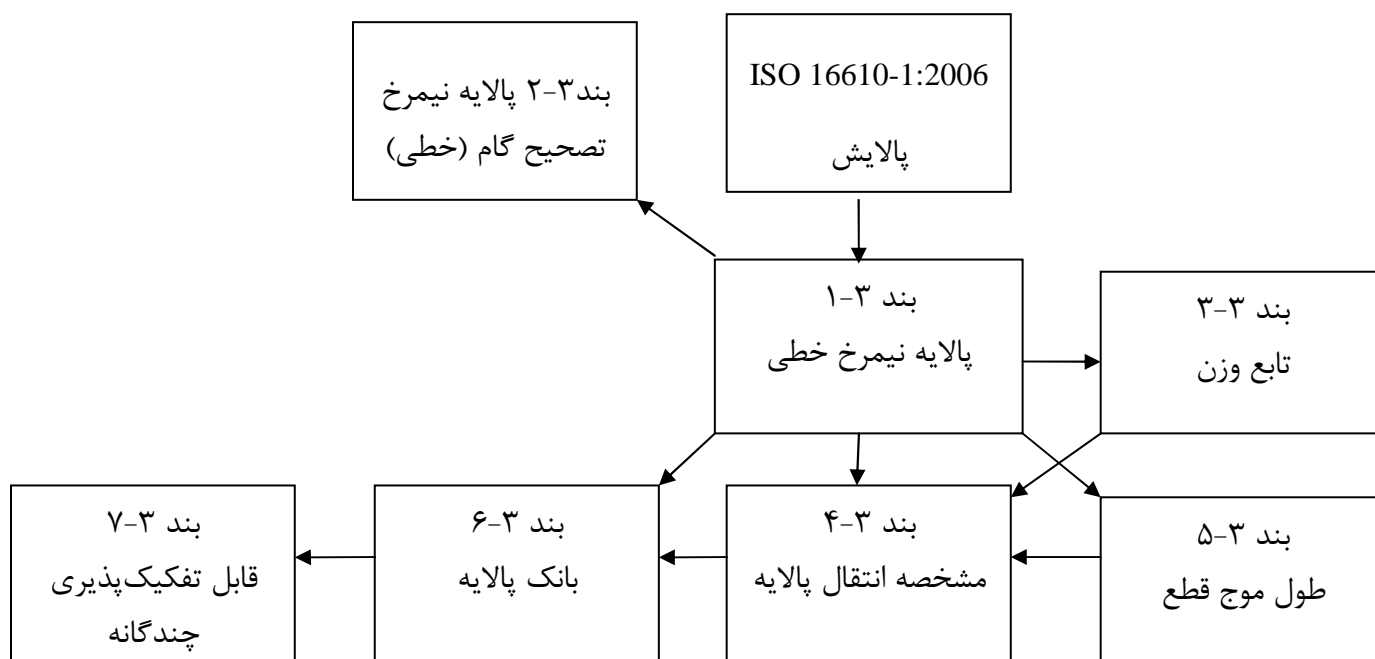 ISO 16610-1:2006
پالایش
بند۳-۲ پالایه نیمرخ
تصحیح گام (خطی)
بند ۳-۱
پالایه نیمرخ خطی
بند ۳-۳
تابع وزن
بند ۳-۵
طول موج قطع
بند ۳-۴
مشخصه انتقال پالایه
بند ۳-۶
بانک پالایه
بند ۳-۷
قابل تفکیک‌پذیری
چندگانه